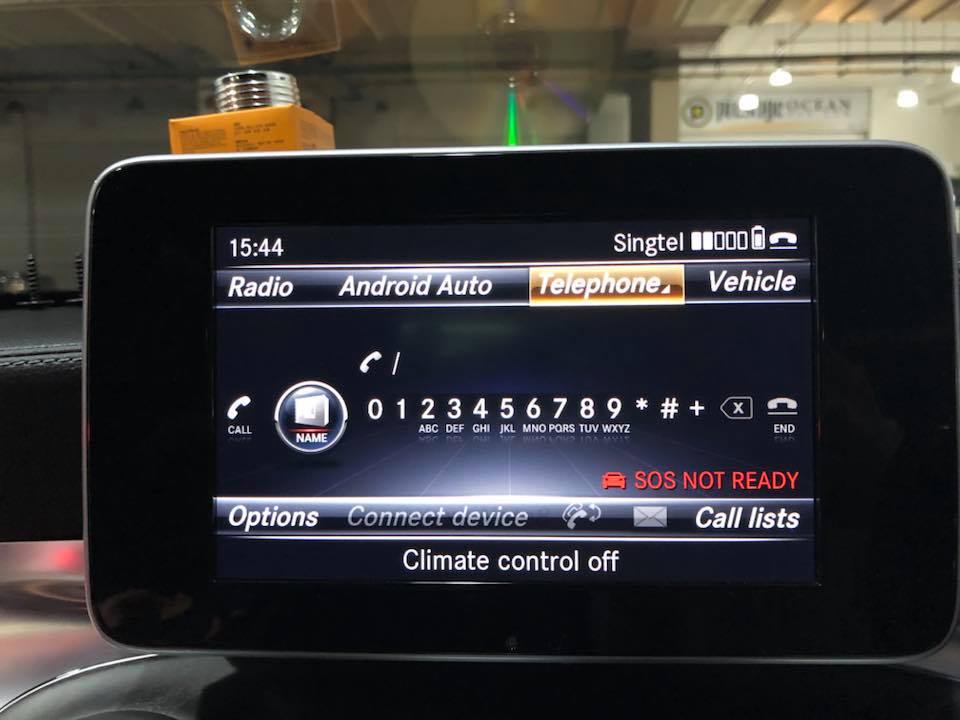 OCEAN
15:44 Singtel
Radio Android Auto Telephone Vehicle
/
0 1 2 3 4 5 6 7 8 9 * # + X
CALL NAME ABC DEF GHI JKL MNO PQRS TUV WXYZ END
SOS NOT READY
Options Connect device Call lists
Climate control off